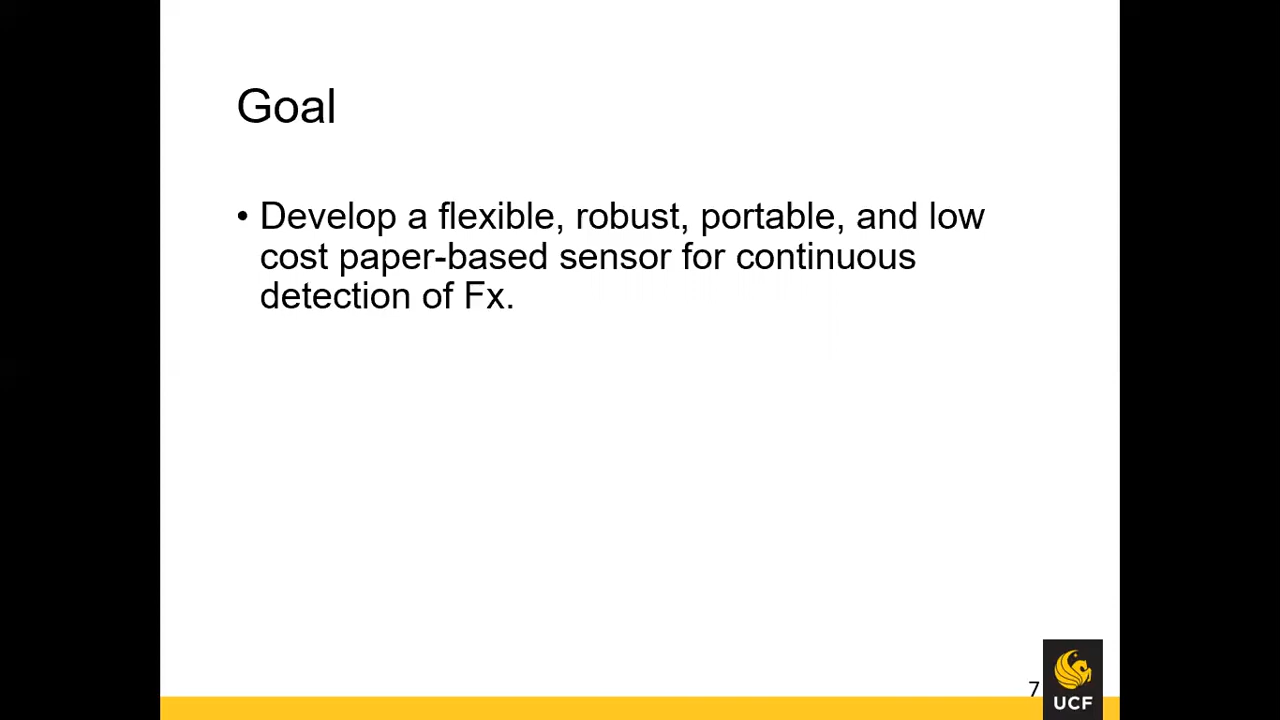 Goal
• Develop a flexible, robust, portable, and low
cost paper-based sensor for continuous
detection of Fx.
7
UCF